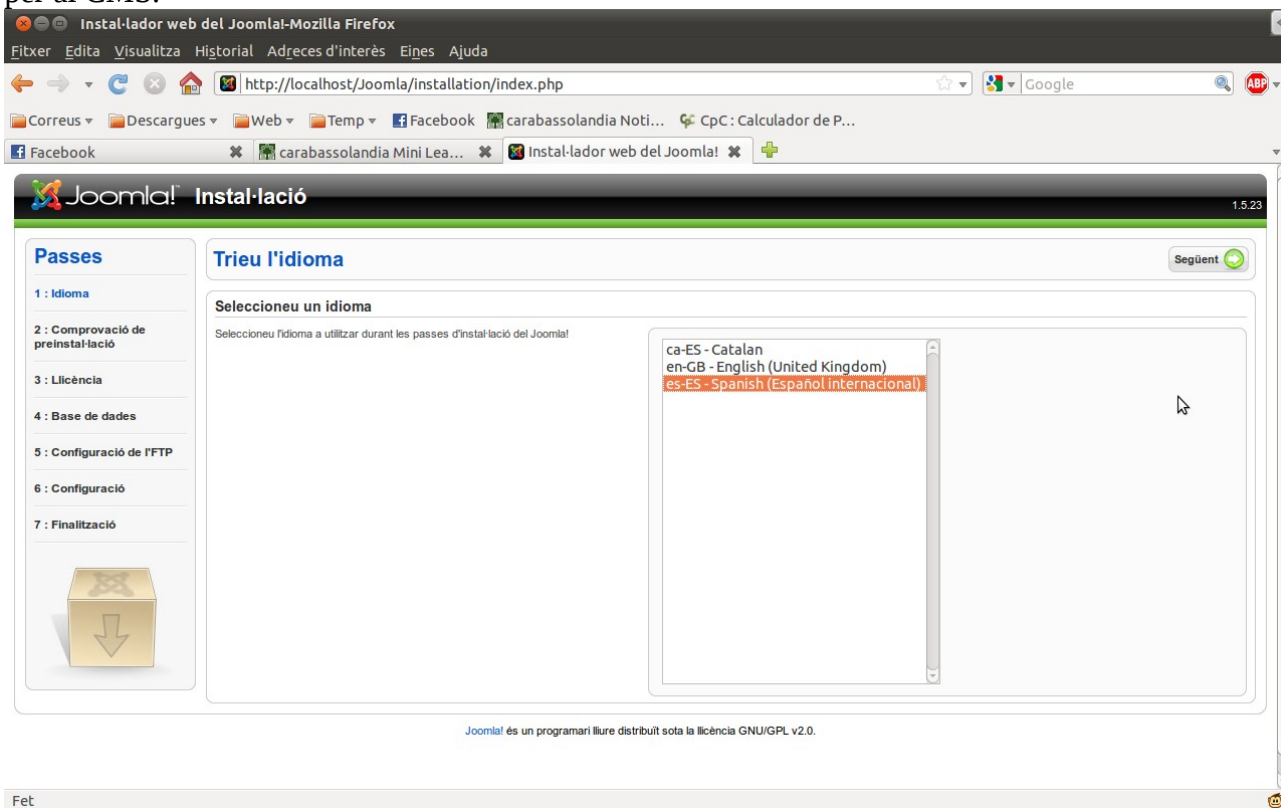 per al CMS.
Instal·lador web del Joomla!-Mozilla Firefox
Fitxer Edita Visualitza Historial Adreces d'interès Eines Ajuda
http://localhost/Joomla/installation/index.php
Google
ABP
Correus
Descargues
Web
Temp
Facebook
carabassolandia Noti...
CpC : Calculador de P...
Facebook
carabassolandia Mini Lea...
Instal·lador web del Joomla!
Joomla!™ Instal·lació
1.5.23
Passes
1 : Idioma
2 : Comprovació de
preinstal·lació
3 : Llicència
4 : Base de dades
5 : Configuració de l'FTP
6 : Configuració
7 : Finalització
Trieu l'idioma
Següent
Seleccioneu un idioma
Seleccioneu l'idioma a utilitzar durant les passes d'instal·lació del Joomla!
ca-ES - Catalan
en-GB - English (United Kingdom)
es-ES - Spanish (Español internacional)
Joomla! és un programari lliure distribuït sota la llicència GNU/GPL v2.0.
Fet